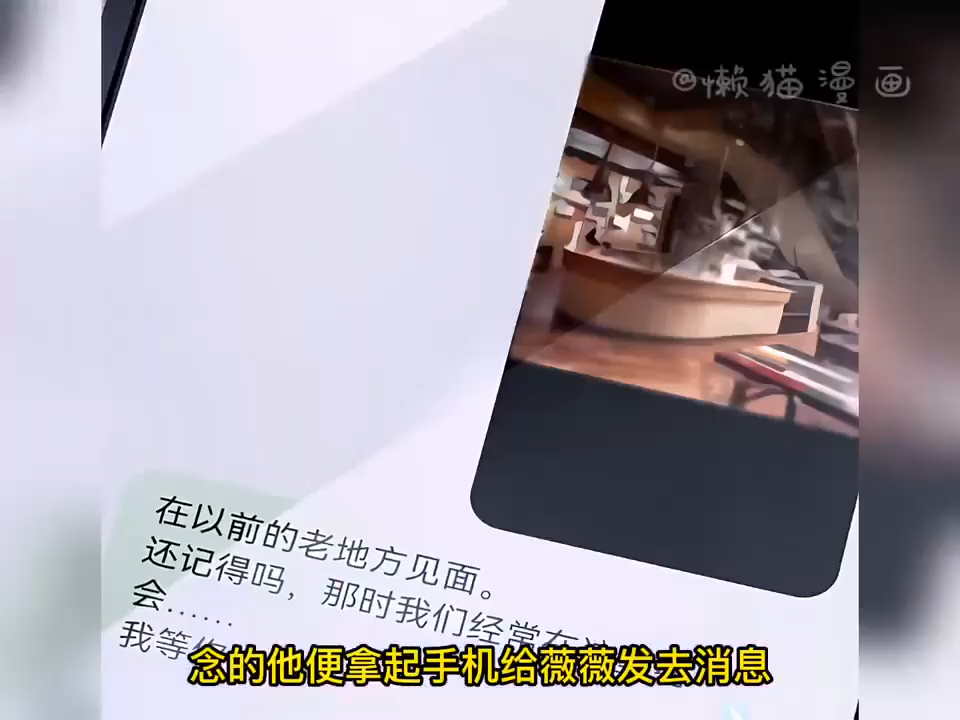 @懒猫漫画
在以前的老地方见面。
还记得吗，那时我们经常在
会……
我等
念的他便拿起手机给薇薇发去消息